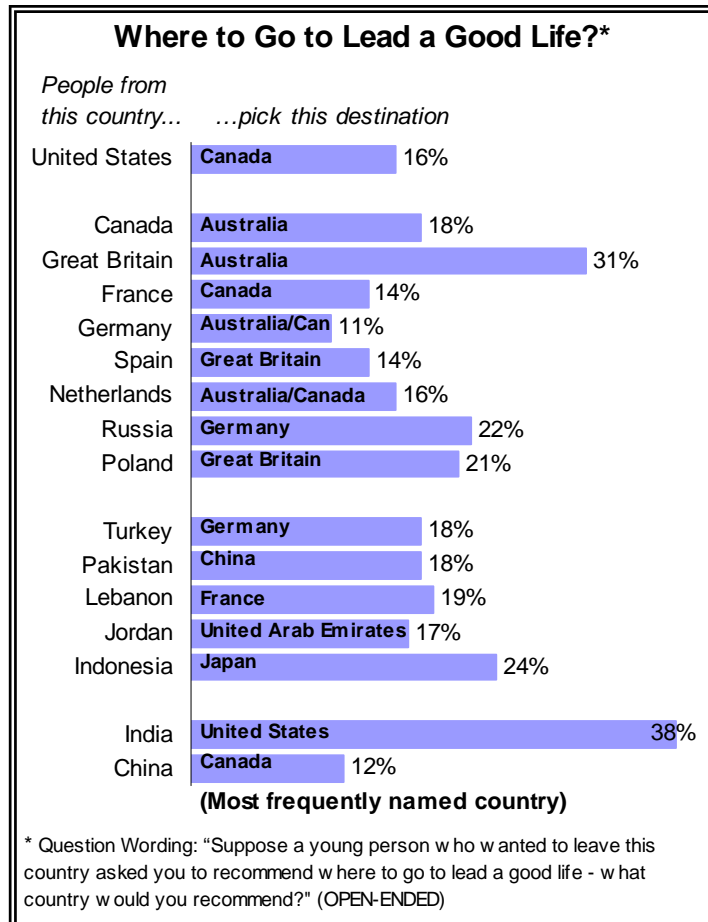 Where to Go to Lead a Good Life?*
People from
this country... ...pick this destination
United States Canada 16%
Canada Australia 18%
Great Britain Australia 31%
France Canada 14%
Germany Australia/Can 11%
Spain Great Britain 14%
Netherlands Australia/Canada 16%
Russia Germany 22%
Poland Great Britain 21%
Turkey Germany 18%
Pakistan China 18%
Lebanon France 19%
Jordan United Arab Emirates 17%
Indonesia Japan 24%
India United States 38%
China Canada 12%
(Most frequently named country)
* Question Wording: “Suppose a young person who wanted to leave this
country asked you to recommend where to go to lead a good life - what
country would you recommend?" (OPEN-ENDED)